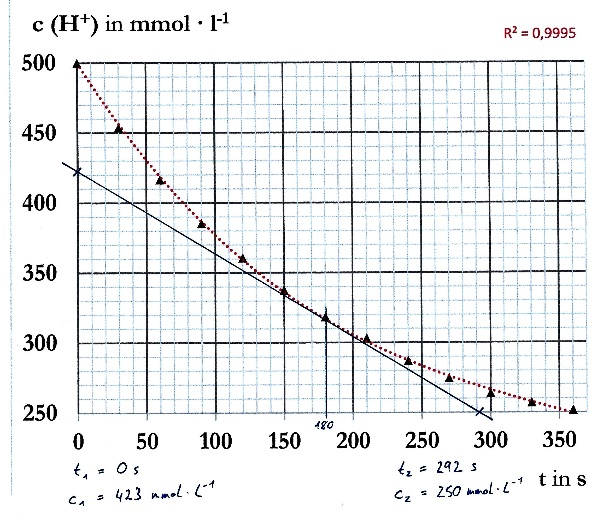 c (H⁺) in mmol · l⁻¹
R² = 0,9995
500
450
400
350
300
250
180
0 50 100 150 200 250 300 350
t in s
t₁ = 0 s
c₁ = 423 mmol · L⁻¹
t₂ = 292 s
c₂ = 250 mmol · L⁻¹